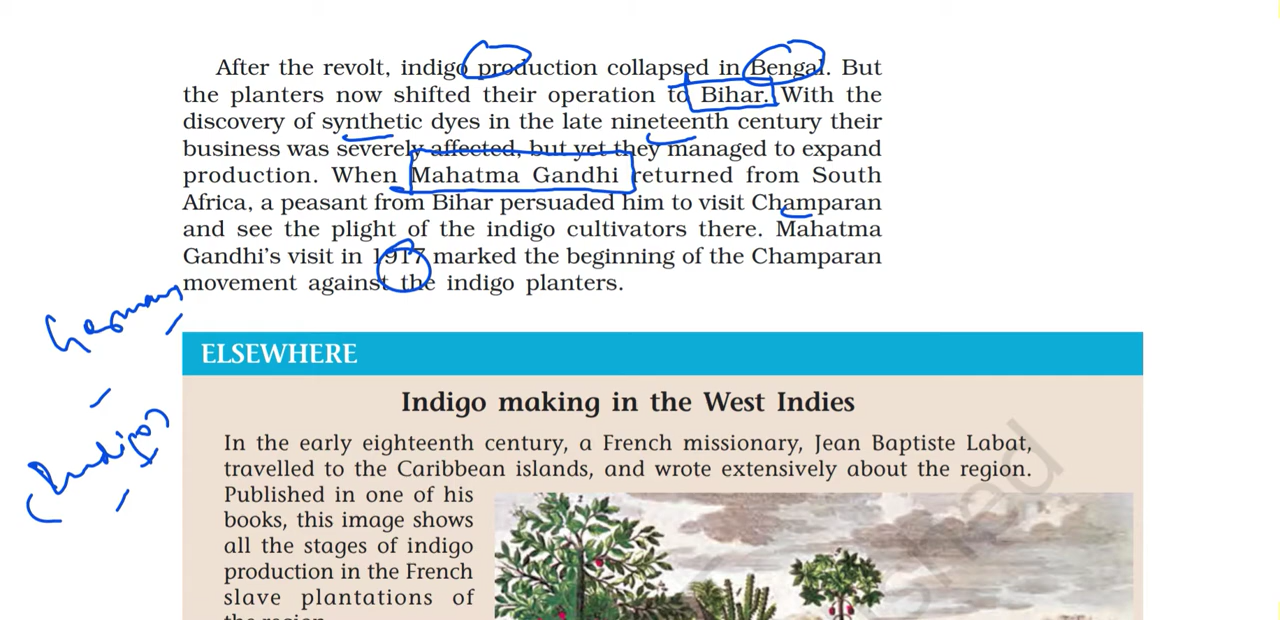 After the revolt, indigo production collapsed in Bengal. But
the planters now shifted their operation to Bihar. With the
discovery of synthetic dyes in the late nineteenth century their
business was severely affected, but yet they managed to expand
production. When Mahatma Gandhi returned from South
Africa, a peasant from Bihar persuaded him to visit Champaran
and see the plight of the indigo cultivators there. Mahatma
Gandhi's visit in 1917 marked the beginning of the Champaran
movement against the indigo planters.
Germany
(Indigo)
ELSEWHERE
Indigo making in the West Indies
In the early eighteenth century, a French missionary, Jean Baptiste Labat,
travelled to the Caribbean islands, and wrote extensively about the region.
Published in one of his
books, this image shows
all the stages of indigo
production in the French
slave plantations of
the region.